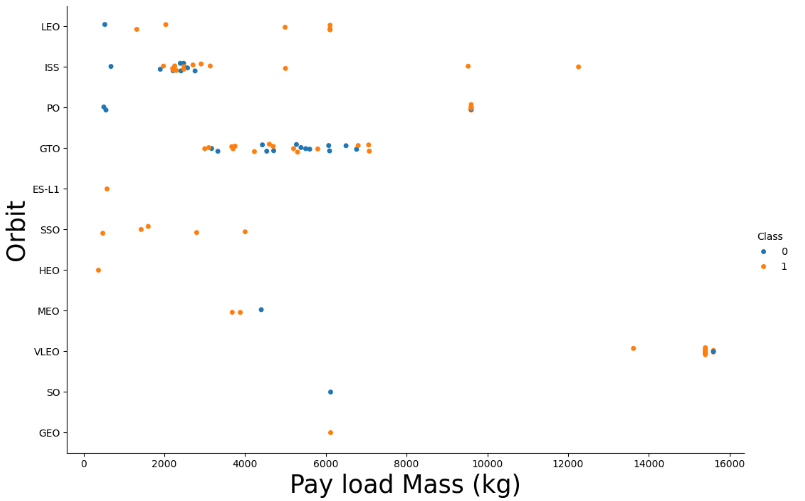 LEO
ISS
PO
GTO
ES-L1
SSO
HEO
MEO
VLEO
SO
GEO
Orbit
0 2000 4000 6000 8000 10000 12000 14000 16000
Pay load Mass (kg)
Class
0
1